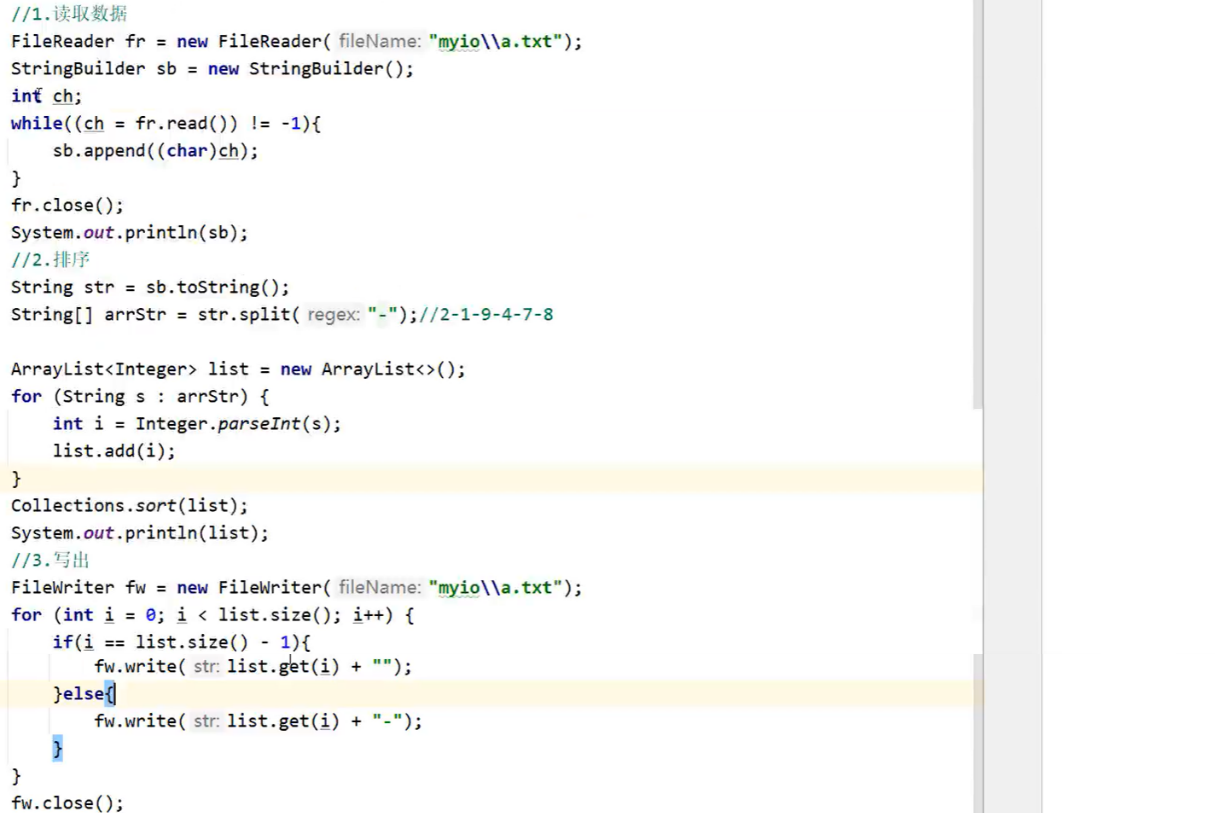 //1.读取数据
FileReader fr = new FileReader( fileName: "myio\\a.txt");
StringBuilder sb = new StringBuilder();
int ch;
while((ch = fr.read()) != -1){
    sb.append((char)ch);
}
fr.close();
System.out.println(sb);
//2.排序
String str = sb.toString();
String[] arrStr = str.split( regex: "-");//2-1-9-4-7-8
ArrayList<Integer> list = new ArrayList<>();
for (String s : arrStr) {
    int i = Integer.parseInt(s);
    list.add(i);
}
Collections.sort(list);
System.out.println(list);
//3.写出
FileWriter fw = new FileWriter( fileName: "myio\\a.txt");
for (int i = 0; i < list.size(); i++) {
    if(i == list.size() - 1){
        fw.write( str: list.get(i) + "");
    }else{
        fw.write( str: list.get(i) + "-");
    }
}
fw.close();